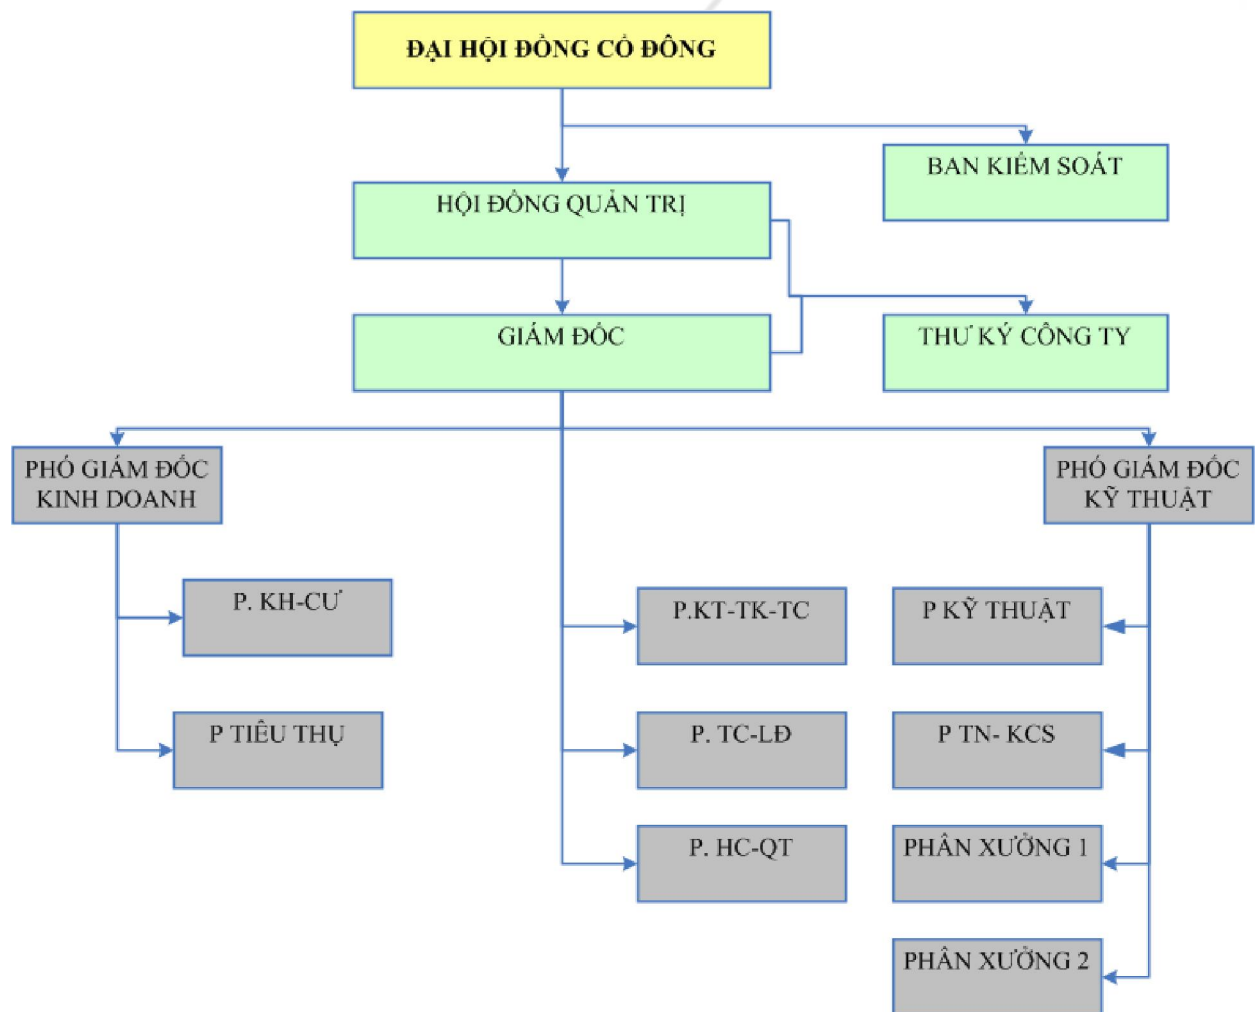 ĐẠI HỘI ĐỒNG CỔ ĐÔNG
BAN KIỂM SOÁT
HỘI ĐỒNG QUẢN TRỊ
GIÁM ĐỐC
THƯ KÝ CÔNG TY
PHÓ GIÁM ĐỐC
KINH DOANH
PHÓ GIÁM ĐỐC
KỸ THUẬT
P. KH-CƯ
P.KT-TK-TC
P KỸ THUẬT
P TIÊU THỤ
P. TC-LĐ
P TN- KCS
P. HC-QT
PHÂN XƯỞNG 1
PHÂN XƯỞNG 2